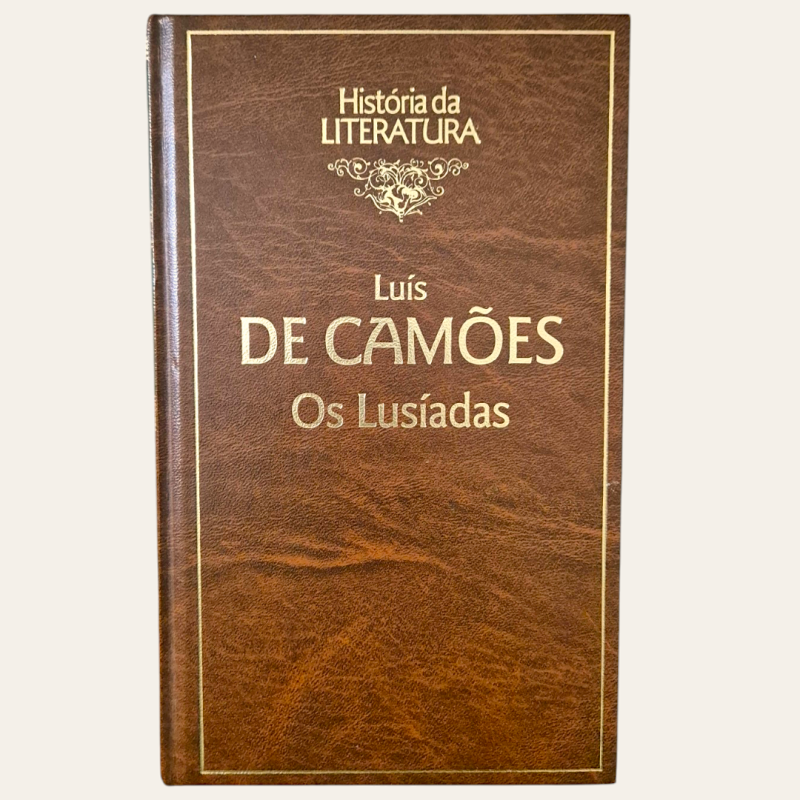 História da
LITERATURA
Luís
DE CAMÕES
Os Lusíadas